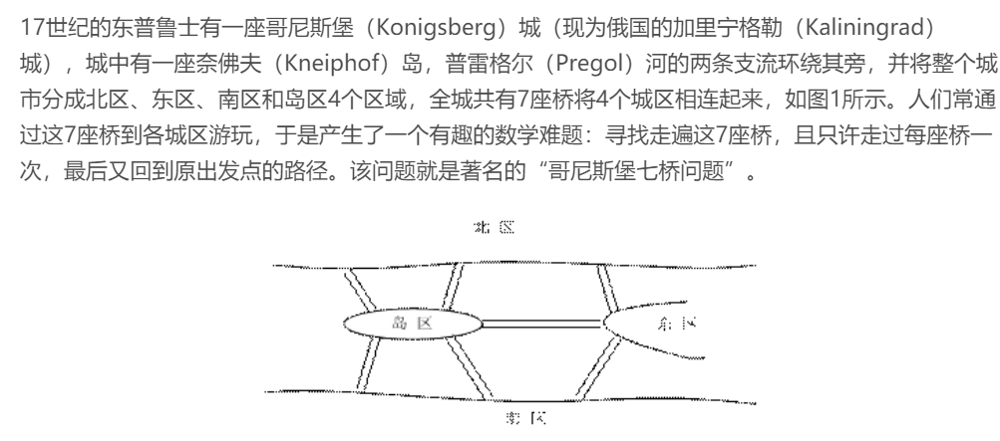 17世纪的东普鲁士有一座哥尼斯堡（Konigsberg）城（现为俄国的加里宁格勒（Kaliningrad）
城），城中有一座奈佛夫（Kneiphof）岛，普雷格尔（Pregol）河的两条支流环绕其旁，并将整个城
市分成北区、东区、南区和岛区4个区域，全城共有7座桥将4个城区相连起来，如图1所示。人们常通
过这7座桥到各城区游玩，于是产生了一个有趣的数学难题：寻找走遍这7座桥，且只许走过每座桥一
次，最后又回到原出发点的路径。该问题就是著名的“哥尼斯堡七桥问题”。
北 区
岛 区
东 区
南 区